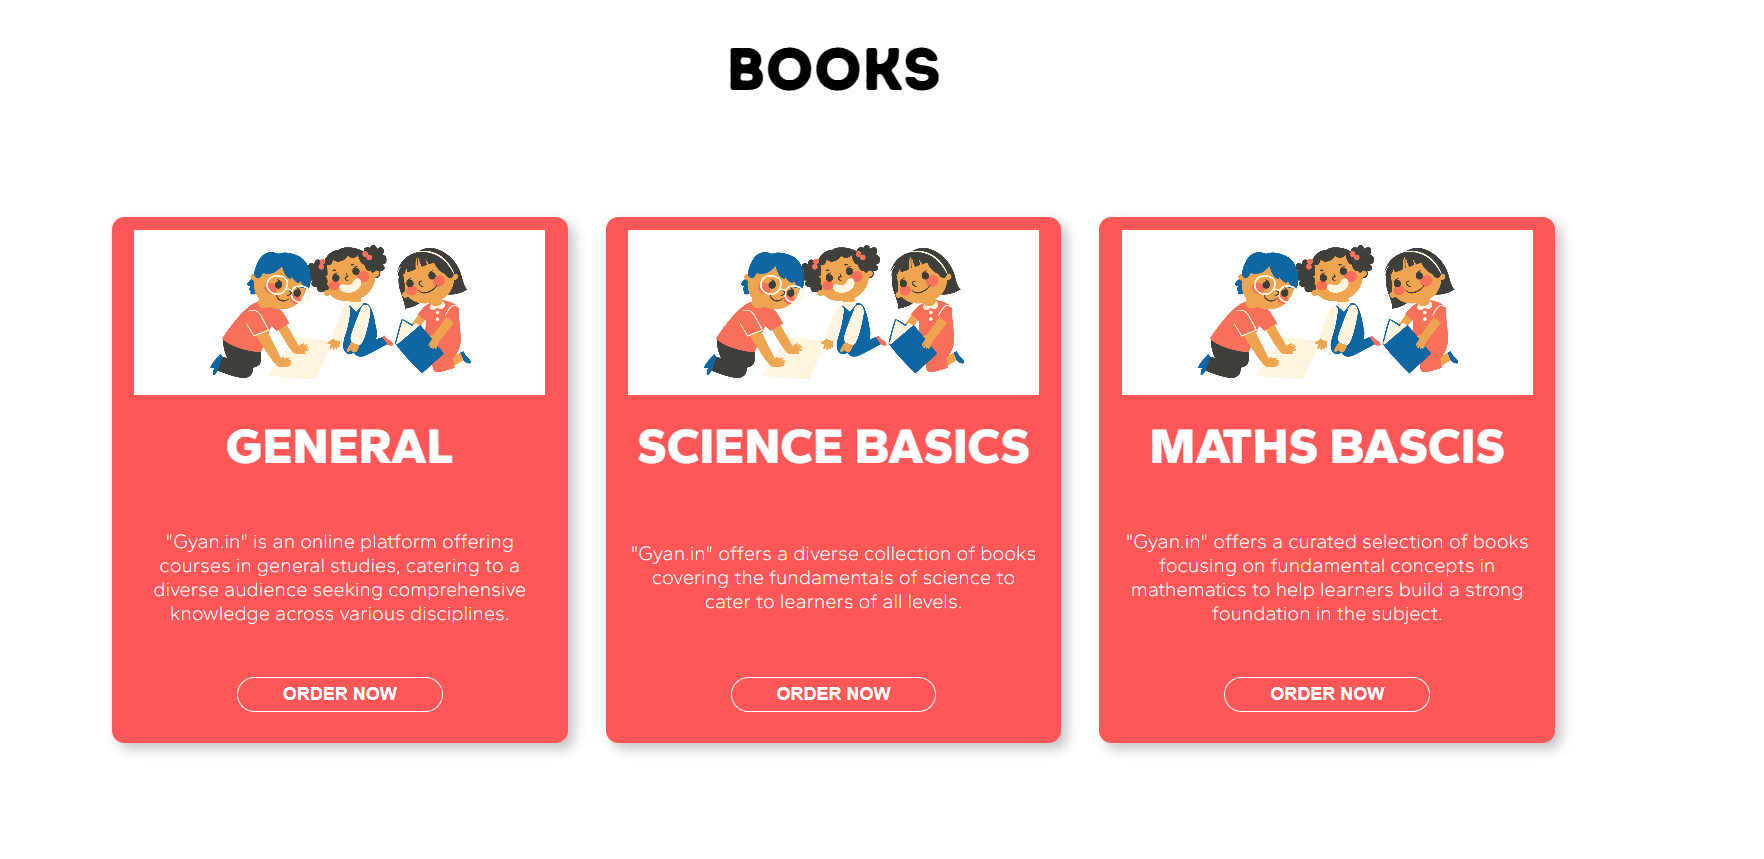 BOOKS
GENERAL
"Gyan.in" is an online platform offering
courses in general studies, catering to a
diverse audience seeking comprehensive
knowledge across various disciplines.
ORDER NOW
SCIENCE BASICS
"Gyan.in" offers a diverse collection of books
covering the fundamentals of science to
cater to learners of all levels.
ORDER NOW
MATHS BASCIS
"Gyan.in" offers a curated selection of books
focusing on fundamental concepts in
mathematics to help learners build a strong
foundation in the subject.
ORDER NOW